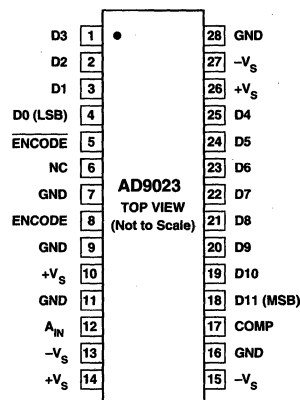 D3 1 28 GND
D2 2 27 –VS
D1 3 26 +VS
D0 (LSB) 4 25 D4
ENCODE 5 24 D5
NC 6 23 D6
GND 7 AD9023 22 D7
ENCODE 8 TOP VIEW 21 D8
GND 9 (Not to Scale) 20 D9
+VS 10 19 D10
GND 11 18 D11 (MSB)
AIN 12 17 COMP
–VS 13 16 GND
+VS 14 15 –VS